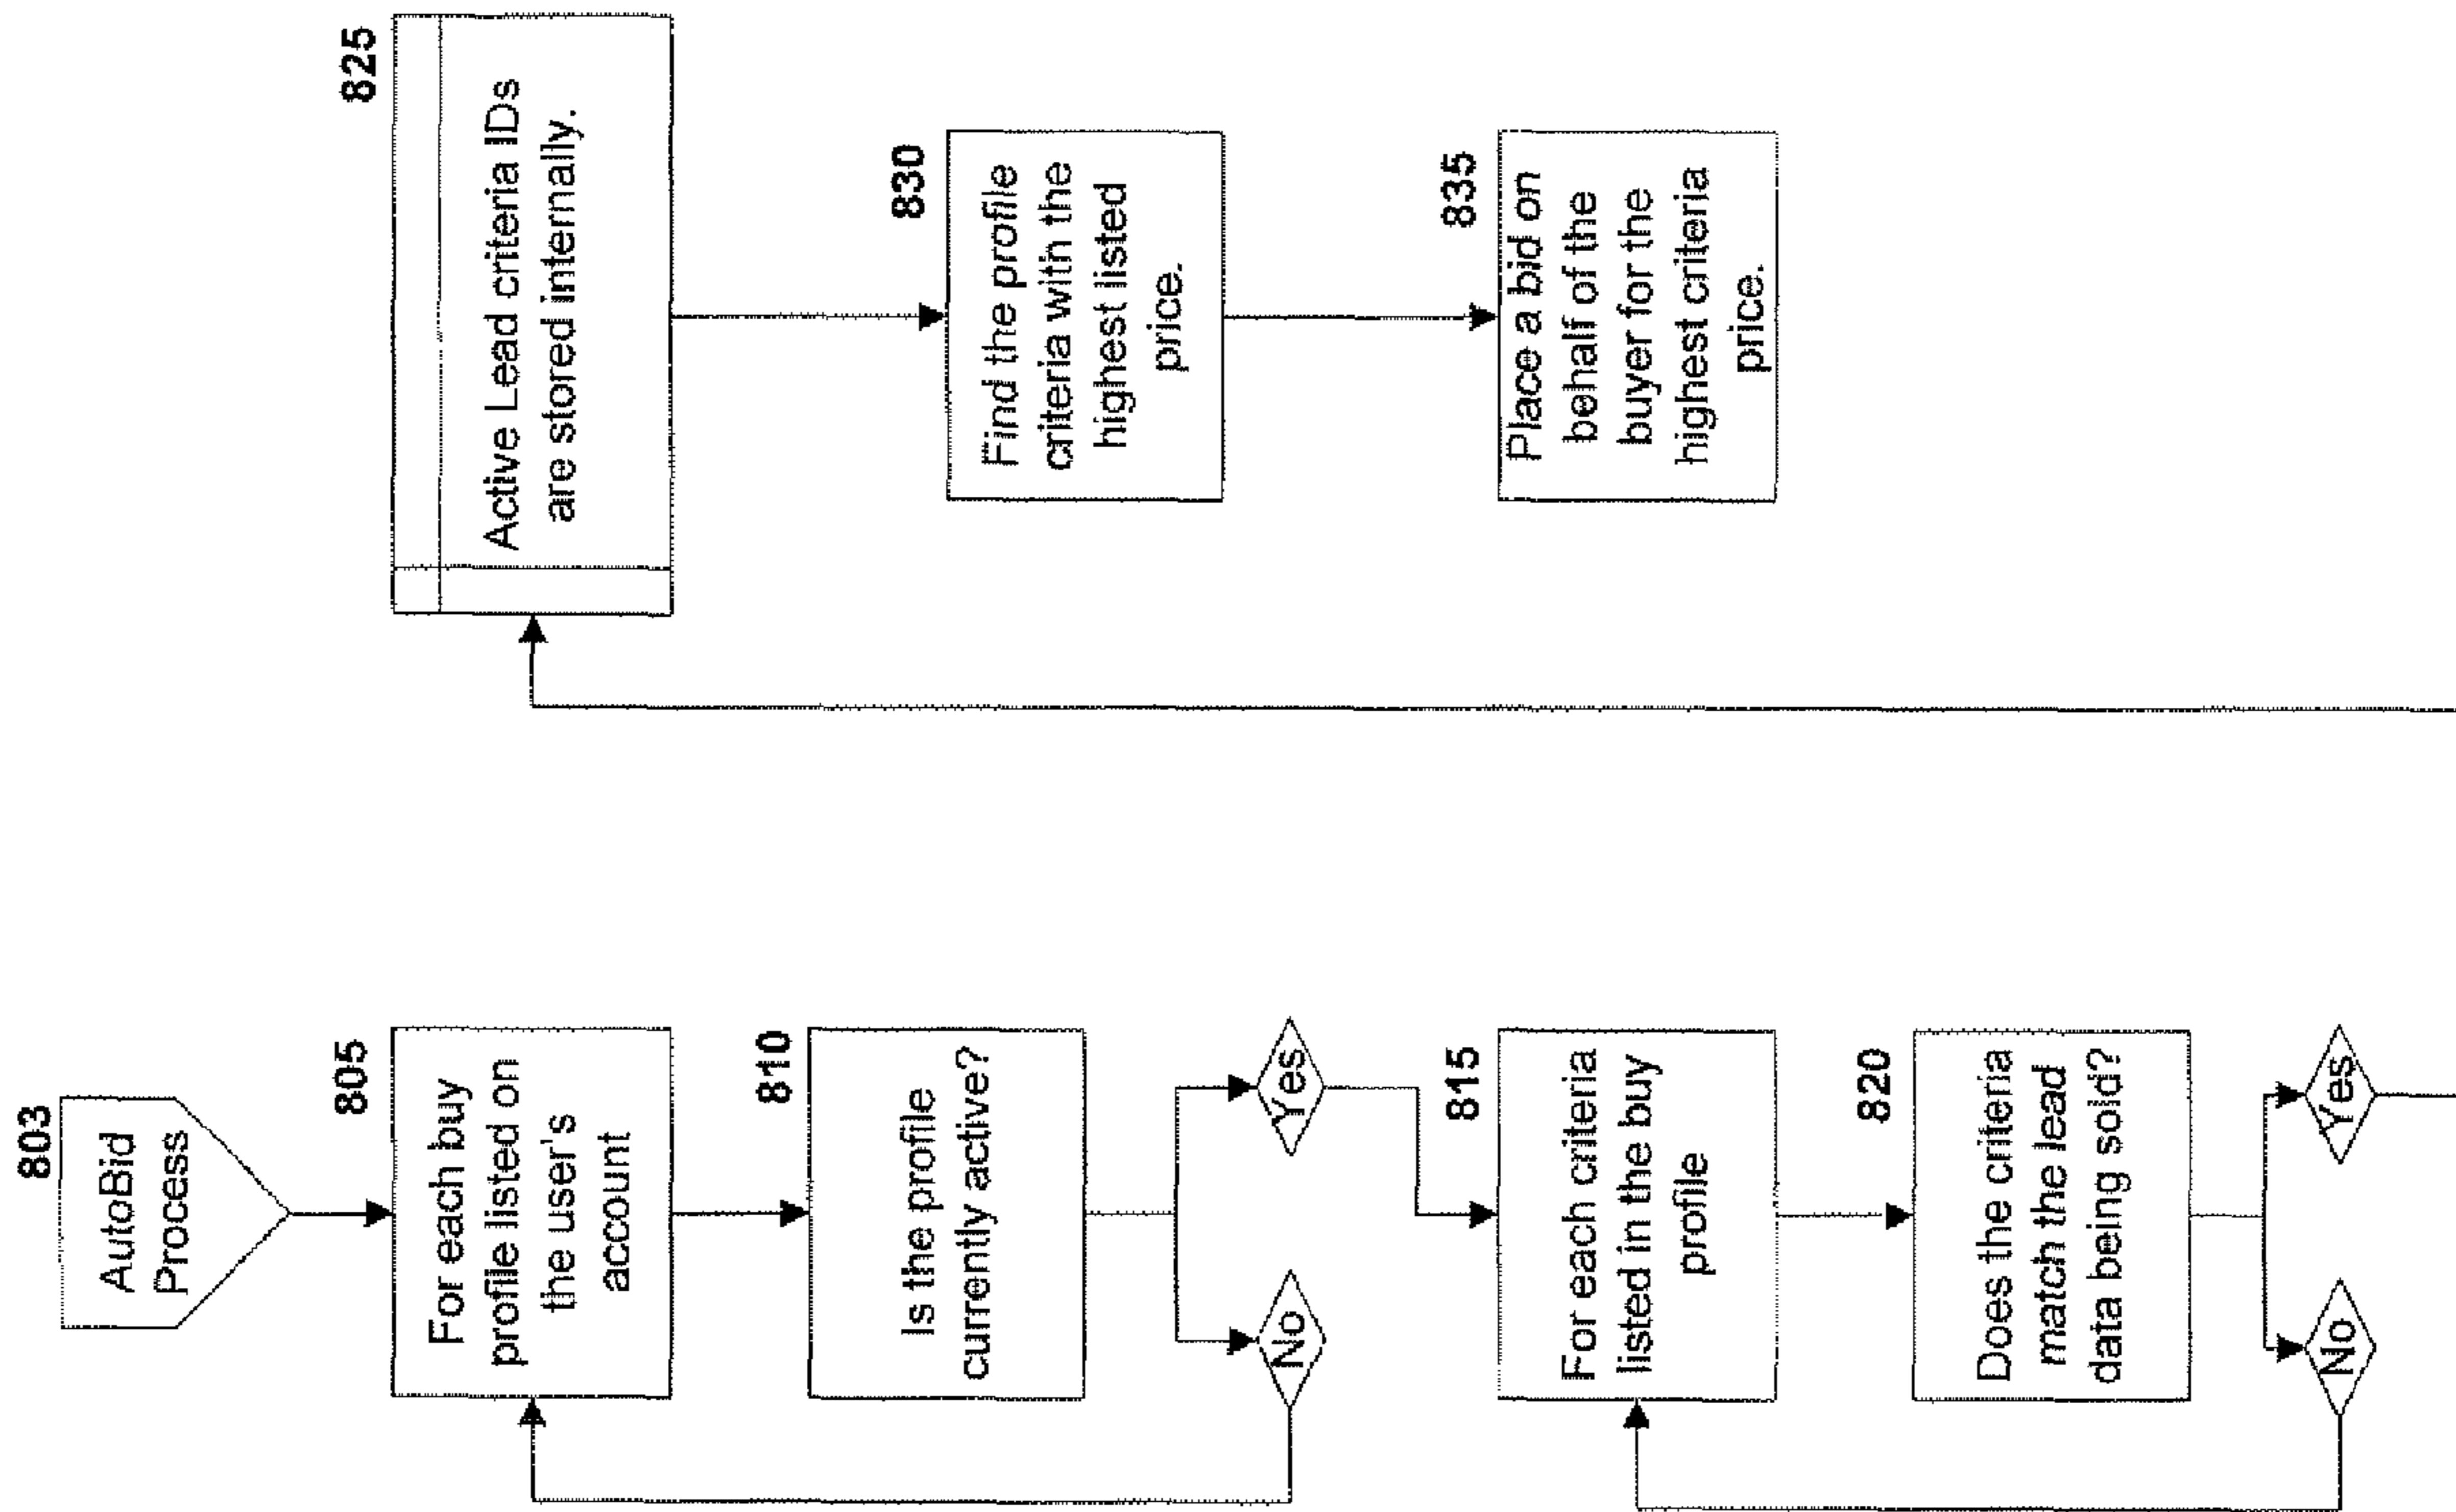 803
AutoBid
Process
805
For each buy
profile listed on
the user's
account
810
Is the profile
currently active?
No
Yes
815
For each criteria
listed in the buy
profile
820
Does the criteria
match the lead
data being sold?
No
Yes
825
Active Lead criteria IDs
are stored internally.
830
Find the profile
criteria with the
highest listed
price.
835
Place a bid on
behalf of the
buyer for the
highest criteria
price.